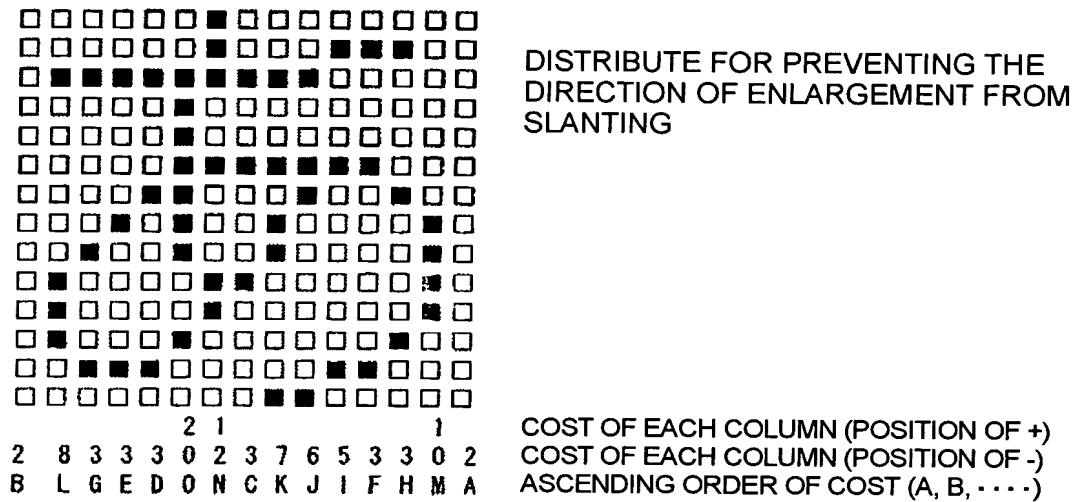 DISTRIBUTE FOR PREVENTING THE
DIRECTION OF ENLARGEMENT FROM
SLANTING
2 1 1 COST OF EACH COLUMN (POSITION OF +)
2 8 3 3 3 0 2 3 7 6 5 3 3 0 2 COST OF EACH COLUMN (POSITION OF -)
B L G E D O N C K J I F H M A ASCENDING ORDER OF COST (A, B, · · · ·)